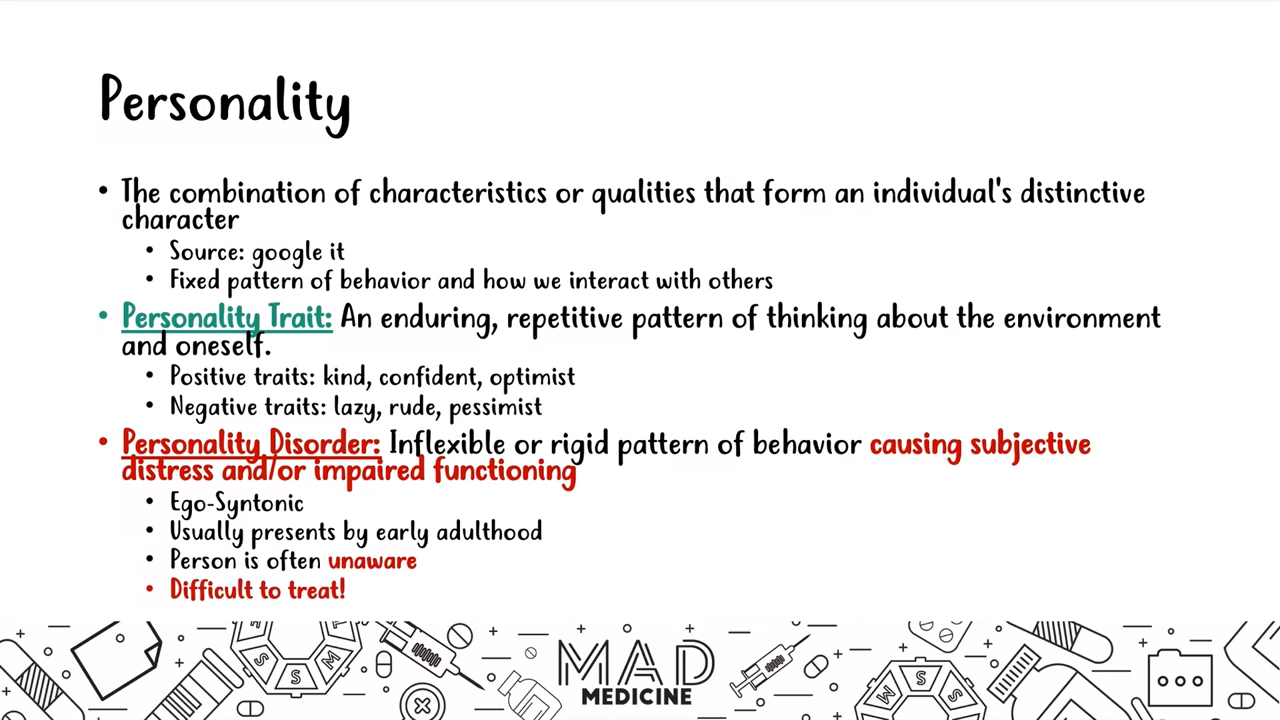 Personality
• The combination of characteristics or qualities that form an individual's distinctive
character
• Source: google it
• Fixed pattern of behavior and how we interact with others
• Personality Trait: An enduring, repetitive pattern of thinking about the environment
and oneself.
• Positive traits: kind, confident, optimist
• Negative traits: lazy, rude, pessimist
• Personality Disorder: Inflexible or rigid pattern of behavior causing subjective
distress and/or impaired functioning
• Ego-Syntonic
• Usually presents by early adulthood
• Person is often unaware
• Difficult to treat!
S S M
M S S
MAD
MEDICINE